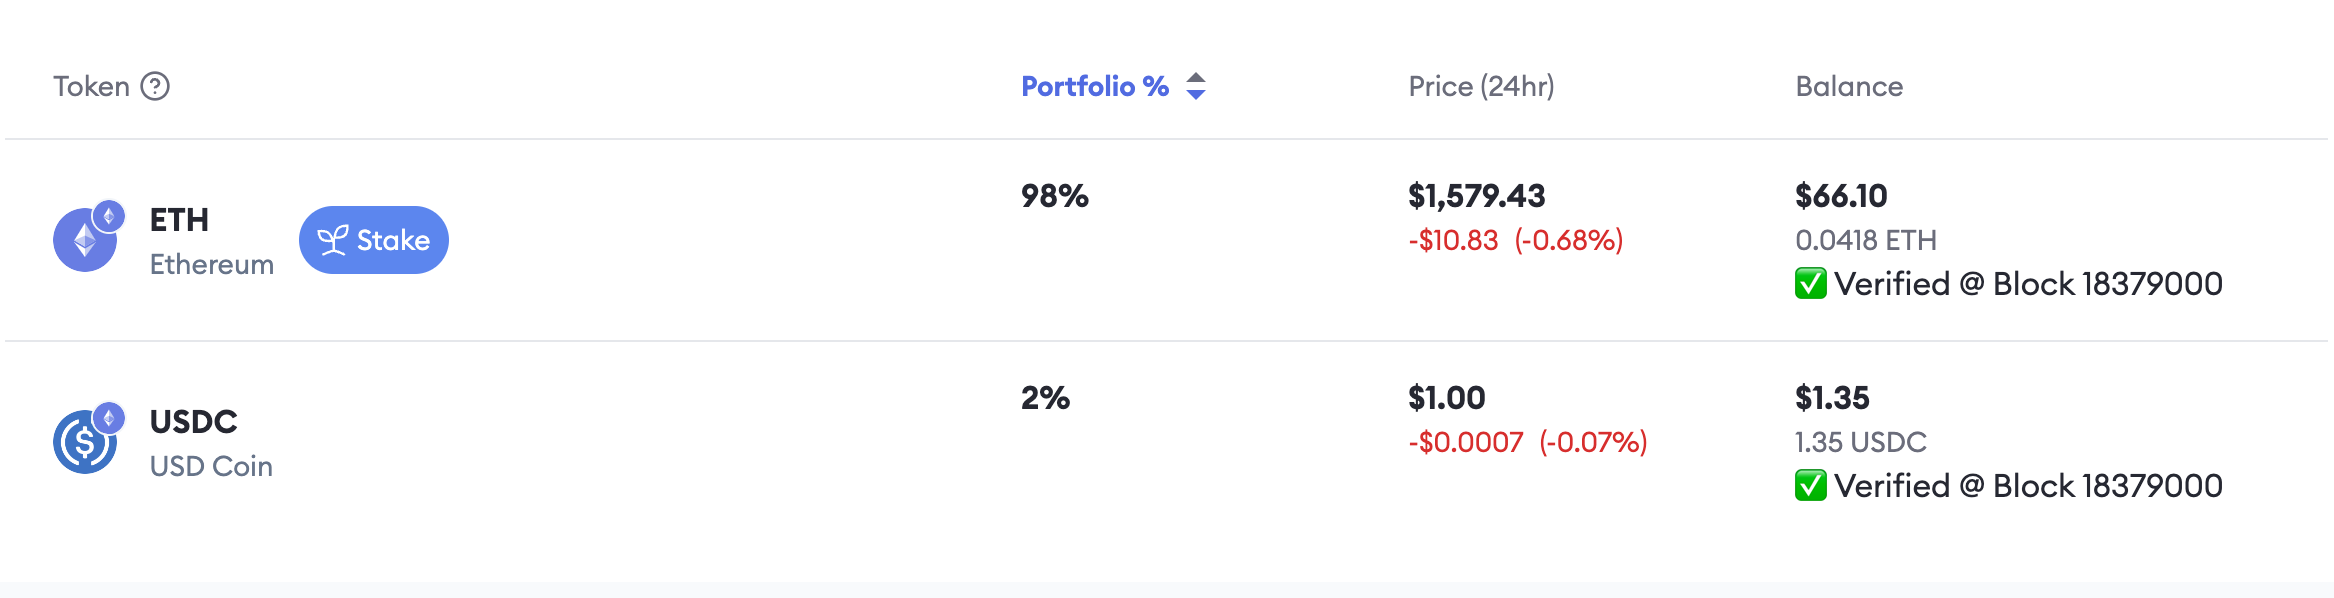 Token ?
Portfolio %
Price (24hr)
Balance
ETH
Ethereum
Stake
98%
$1,579.43
-$10.83 (-0.68%)
$66.10
0.0418 ETH
✅ Verified @ Block 18379000
USDC
USD Coin
2%
$1.00
-$0.0007 (-0.07%)
$1.35
1.35 USDC
✅ Verified @ Block 18379000